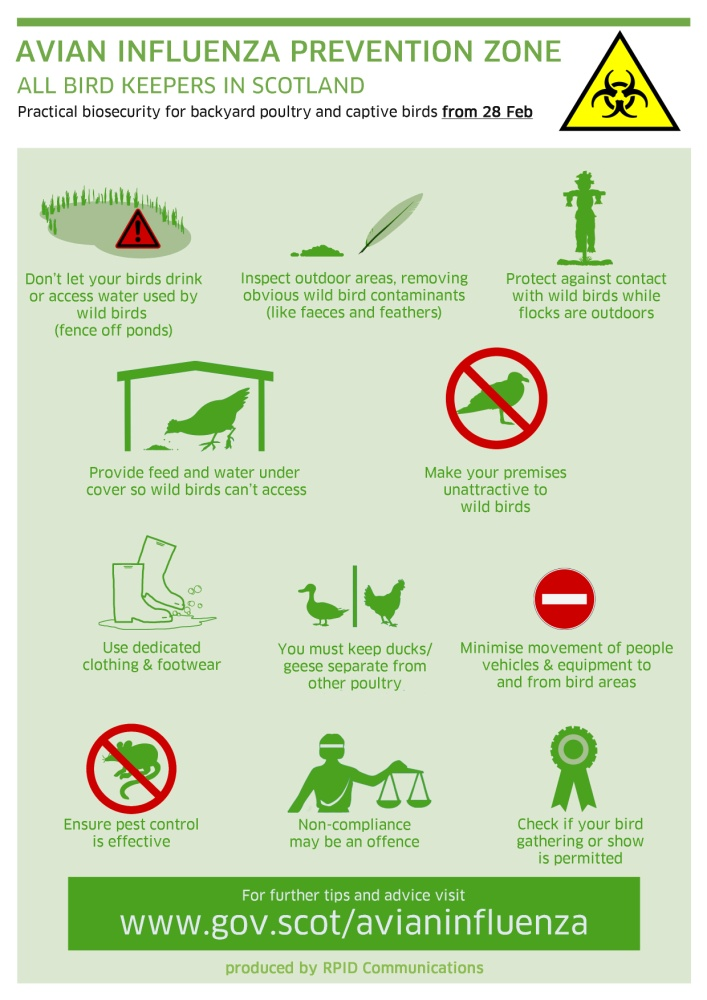 AVIAN INFLUENZA PREVENTION ZONE
ALL BIRD KEEPERS IN SCOTLAND
Practical biosecurity for backyard poultry and captive birds from 28 Feb
Don't let your birds drink
or access water used by
wild birds
(fence off ponds)
Inspect outdoor areas, removing
obvious wild bird contaminants
(like faeces and feathers)
Protect against contact
with wild birds while
flocks are outdoors
Provide feed and water under
cover so wild birds can't access
Make your premises
unattractive to
wild birds
Use dedicated
clothing & footwear
You must keep ducks/
geese separate from
other poultry
Minimise movement of people
vehicles & equipment to
and from bird areas
Ensure pest control
is effective
Non-compliance
may be an offence
Check if your bird
gathering or show
is permitted
For further tips and advice visit
www.gov.scot/avianinfluenza
produced by RPID Communications